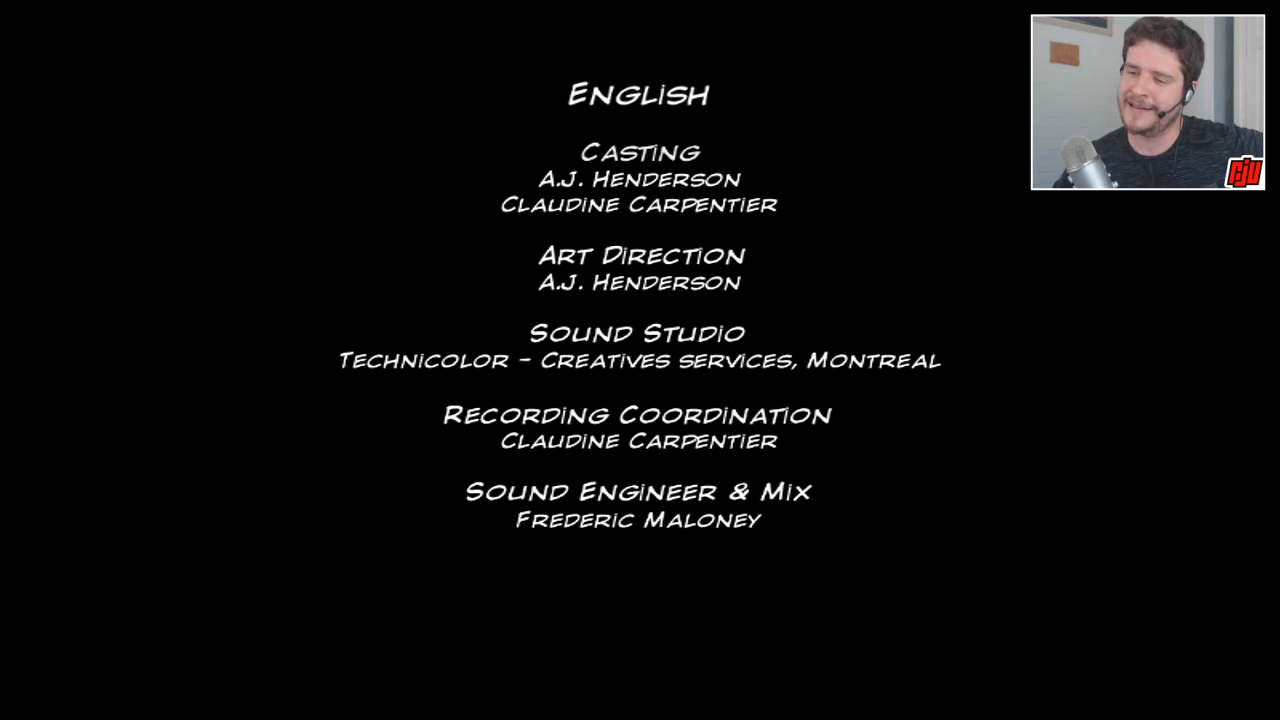 English
Casting
A.J. Henderson
Claudine Carpentier
Art Direction
A.J. Henderson
Sound Studio
Technicolor - Creatives services, Montreal
Recording Coordination
Claudine Carpentier
Sound Engineer & Mix
Frederic Maloney